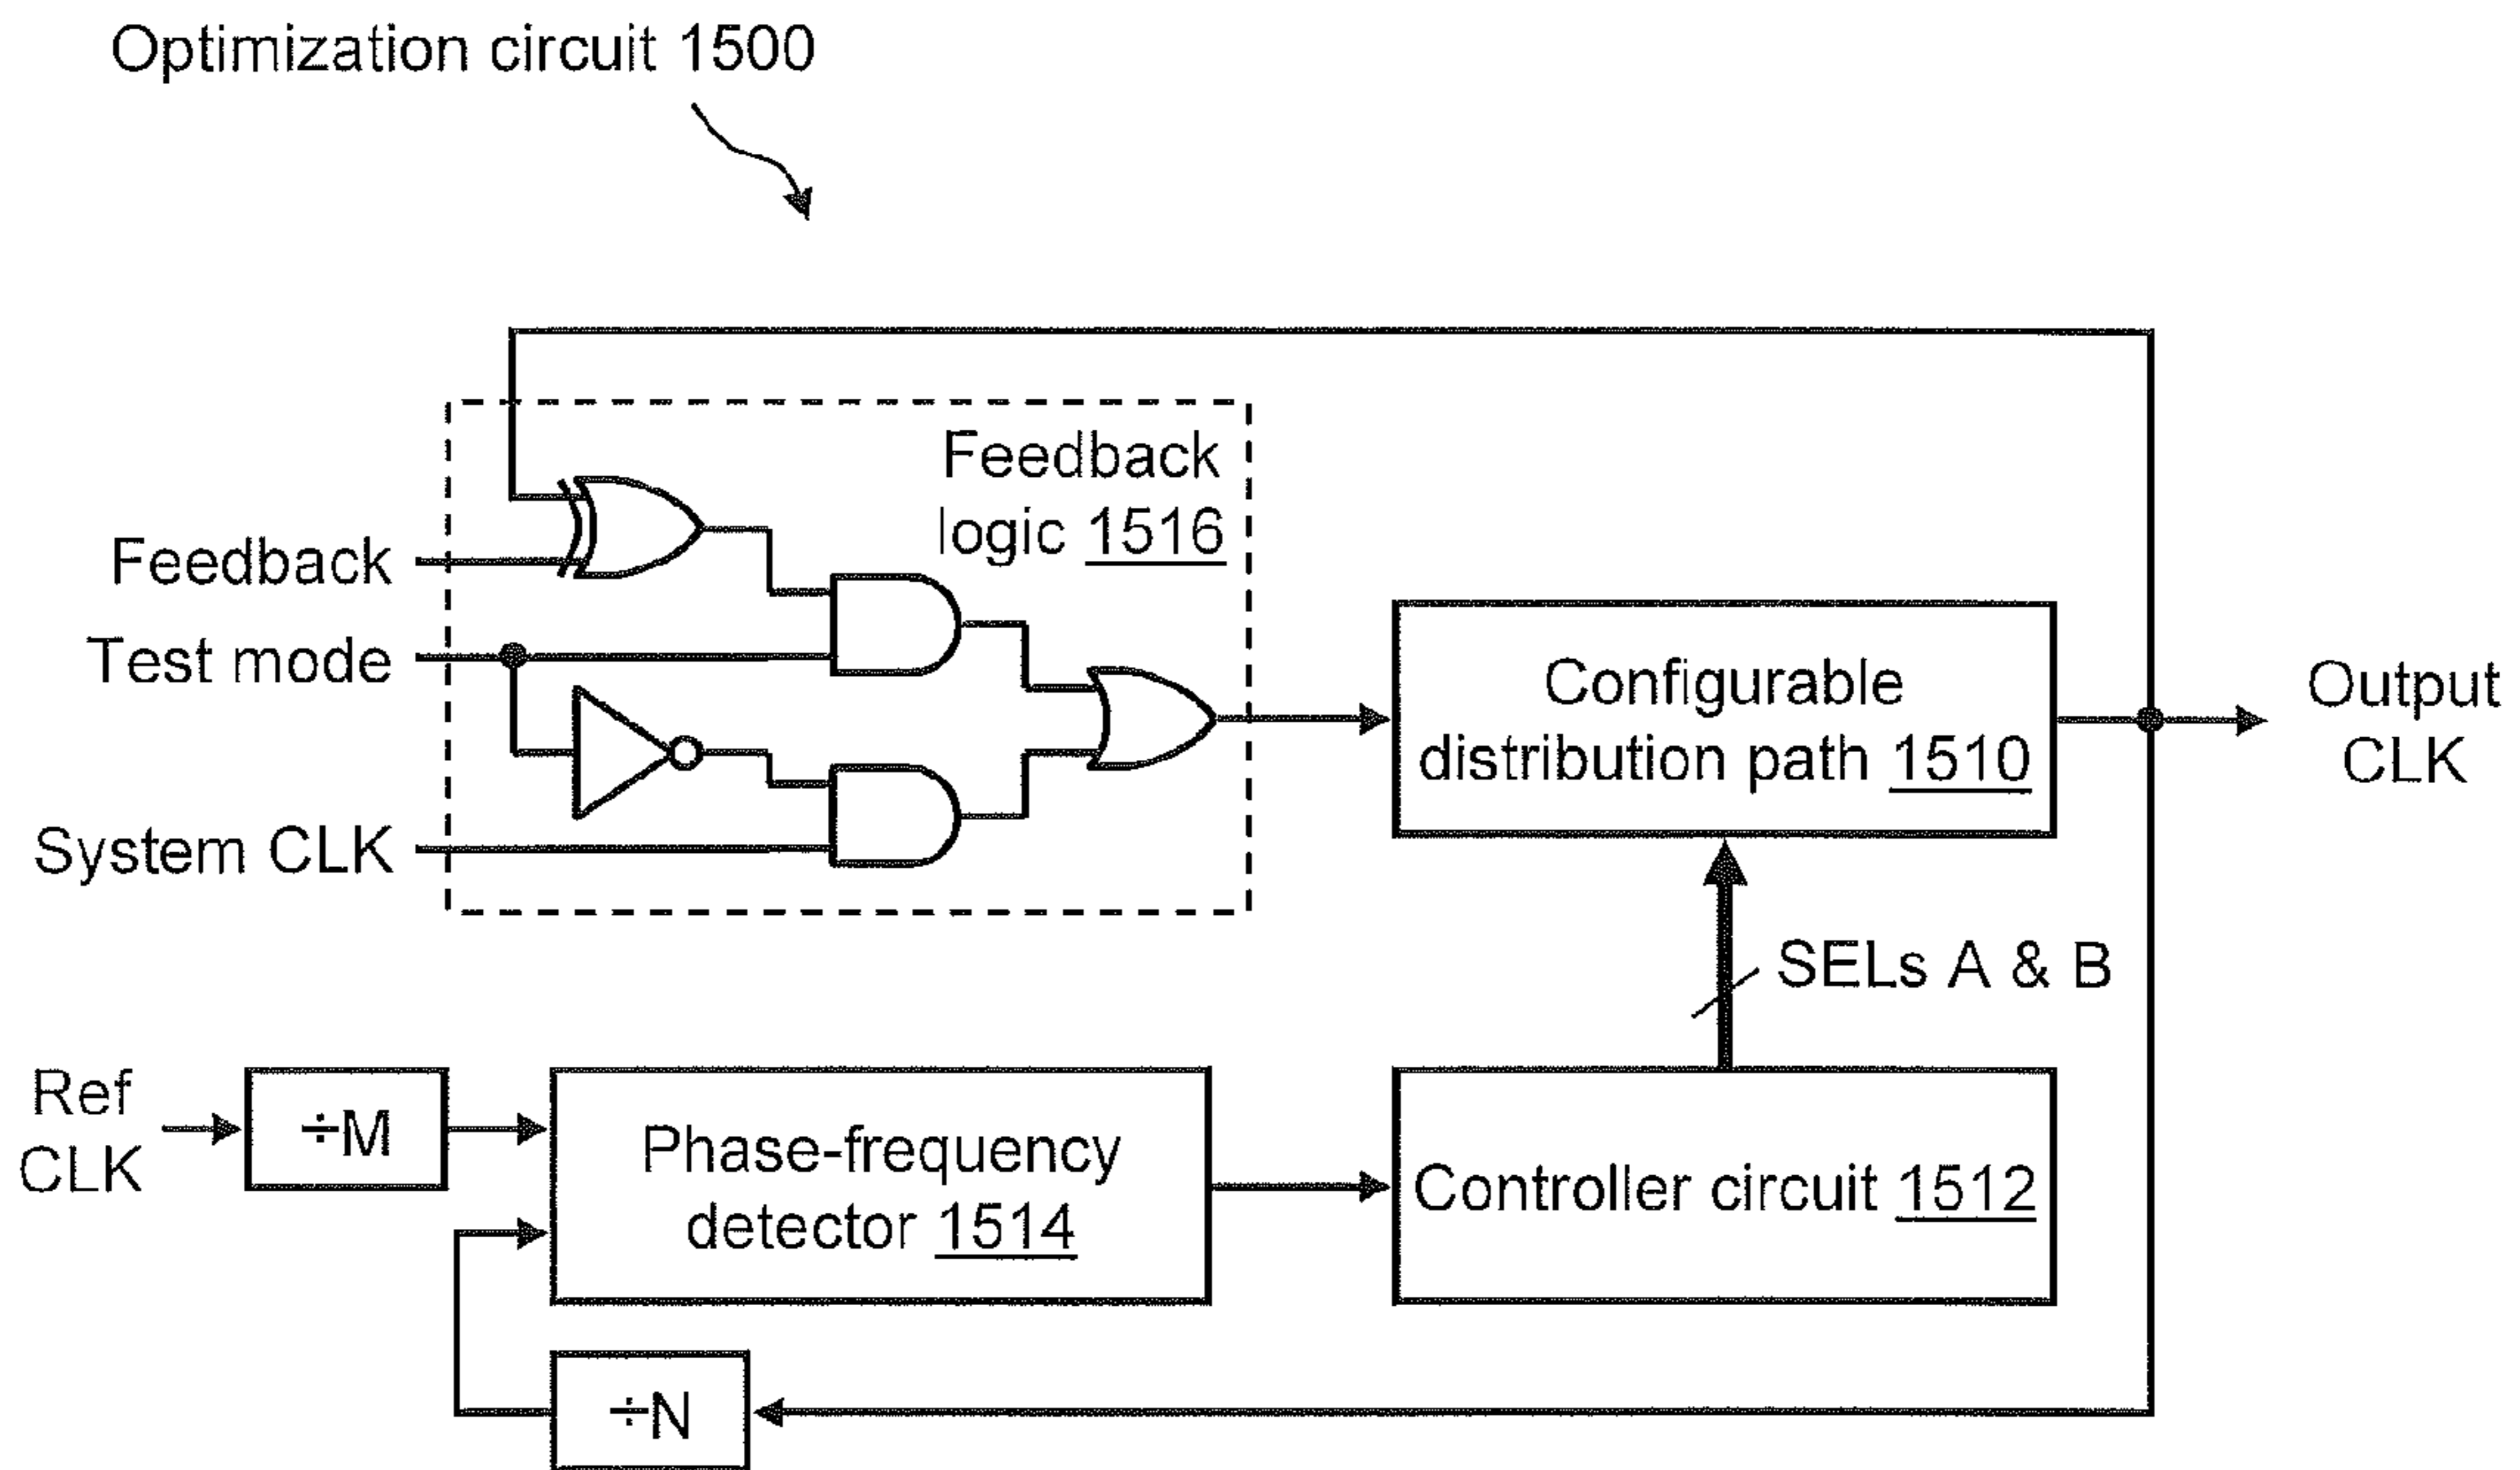 Optimization circuit 1500
Feedback
logic 1516
Feedback
Test mode
System CLK
Configurable
distribution path 1510
Output
CLK
SELs A & B
Ref
CLK
÷M
Phase-frequency
detector 1514
Controller circuit 1512
÷N